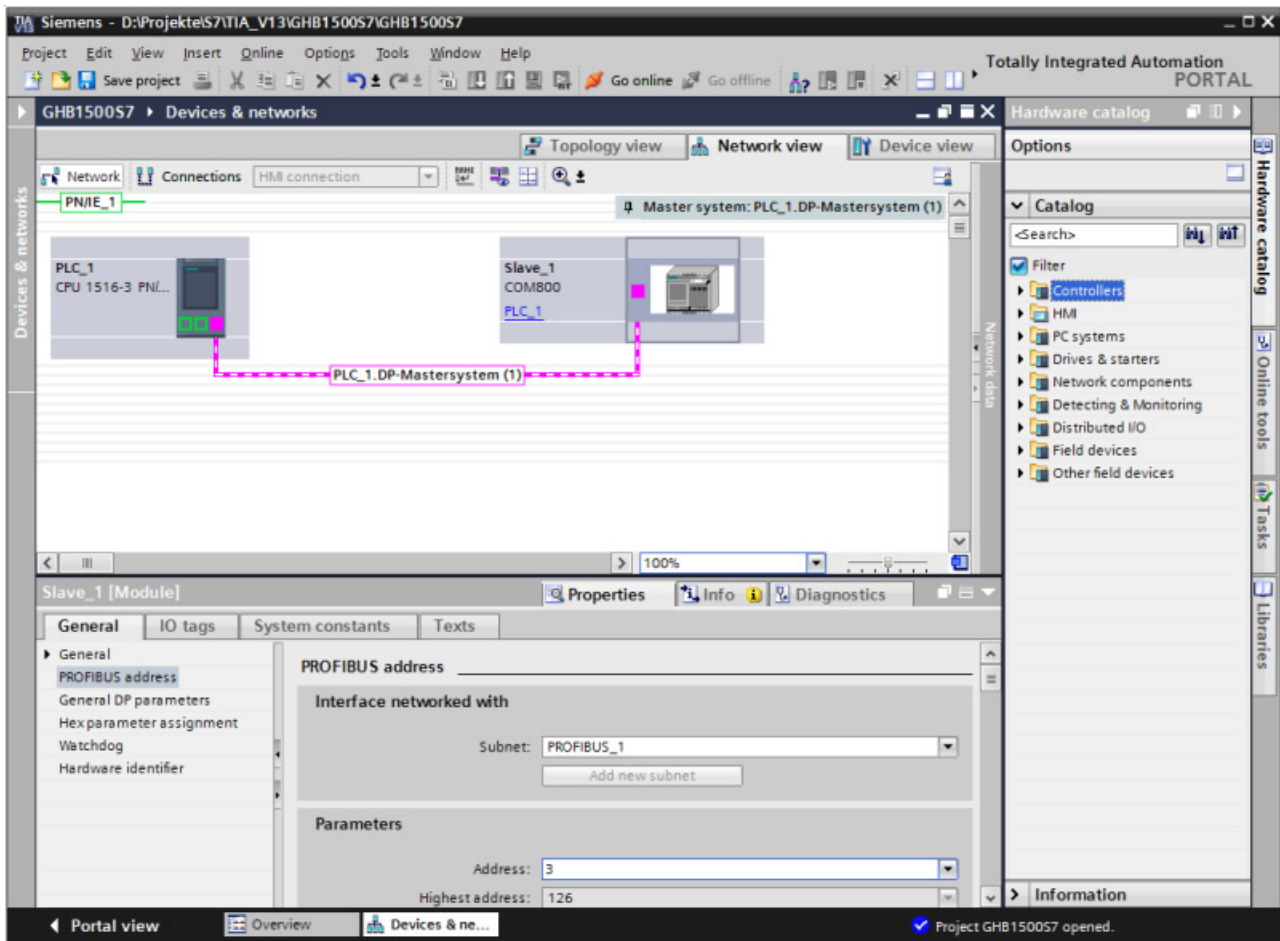 Siemens - D:\Projekte\S7\TIA_V13\GHB1500S7\GHB1500S7
Project Edit View Insert Online Options Tools Window Help
Totally Integrated Automation
PORTAL
Save project Go online Go offline
GHB1500S7 Devices & networks
Hardware catalog
Topology view Network view Device view
Options
Network Connections HMI connection
PN/IE_1
Master system: PLC_1.DP-Mastersystem (1)
Catalog
<Search>
Filter
Controllers
HMI
PC systems
Drives & starters
Network components
Detecting & Monitoring
Distributed I/O
Field devices
Other field devices
PLC_1
CPU 1516-3 PN/...
Slave_1
COM800
PLC_1
PLC_1.DP-Mastersystem (1)
Devices & networks
Network data
Hardware catalog
Online tools
Tasks
Libraries
100%
Slave_1 [Module]
Properties Info Diagnostics
General IO tags System constants Texts
General
PROFIBUS address
General DP parameters
Hex parameter assignment
Watchdog
Hardware identifier
PROFIBUS address
Interface networked with
Subnet: PROFIBUS_1
Add new subnet
Parameters
Address: 3
Highest address: 126
Information
Portal view Overview Devices & ne...
Project GHB1500S7 opened.